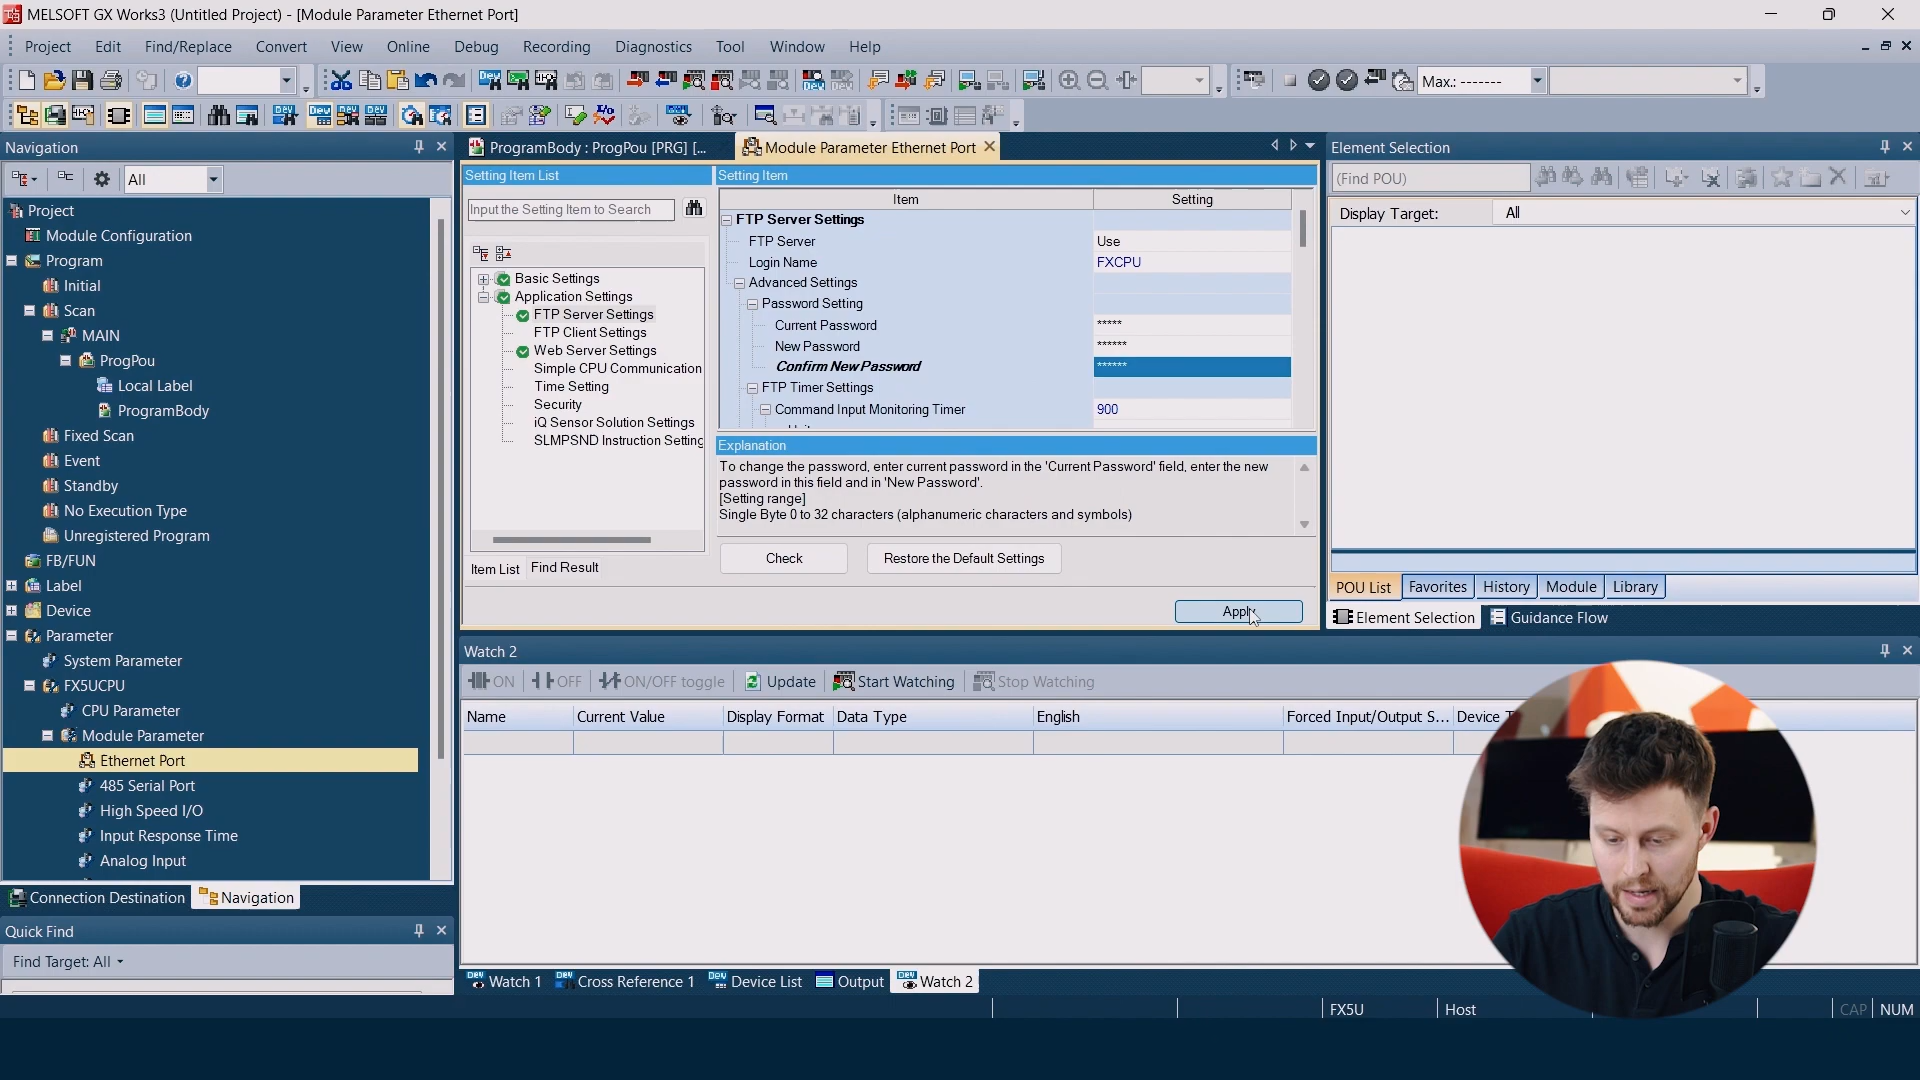 MELSOFT GX Works3 (Untitled Project) - [Module Parameter Ethernet Port]
Project Edit Find/Replace Convert View Online Debug Recording Diagnostics Tool Window Help
Max.: -------
Navigation
All
Project
Module Configuration
Program
Initial
Scan
MAIN
ProgPou
Local Label
ProgramBody
Fixed Scan
Event
Standby
No Execution Type
Unregistered Program
FB/FUN
Label
Device
Parameter
System Parameter
FX5UCPU
CPU Parameter
Module Parameter
Ethernet Port
485 Serial Port
High Speed I/O
Input Response Time
Analog Input
Connection Destination Navigation
Quick Find
Find Target: All
ProgramBody : ProgPou [PRG] [... Module Parameter Ethernet Port
Setting Item List
Input the Setting Item to Search
Basic Settings
Application Settings
FTP Server Settings
FTP Client Settings
Web Server Settings
Simple CPU Communication
Time Setting
Security
iQ Sensor Solution Settings
SLMPSND Instruction Setting
Item List Find Result
Setting Item
Item Setting
FTP Server Settings
FTP Server Use
Login Name FXCPU
Advanced Settings
Password Setting
Current Password *****
New Password ******
Confirm New Password ******
FTP Timer Settings
Command Input Monitoring Timer 900
Explanation
To change the password, enter current password in the 'Current Password' field, enter the new
password in this field and in 'New Password'.
[Setting range]
Single Byte 0 to 32 characters (alphanumeric characters and symbols)
Check Restore the Default Settings
Apply
Element Selection
(Find POU)
Display Target: All
POU List Favorites History Module Library
Element Selection Guidance Flow
Watch 2
ON OFF ON/OFF toggle Update Start Watching Stop Watching
Name Current Value Display Format Data Type English Forced Input/Output S... Device
Watch 1 Cross Reference 1 Device List Output Watch 2
FX5U Host CAP NUM